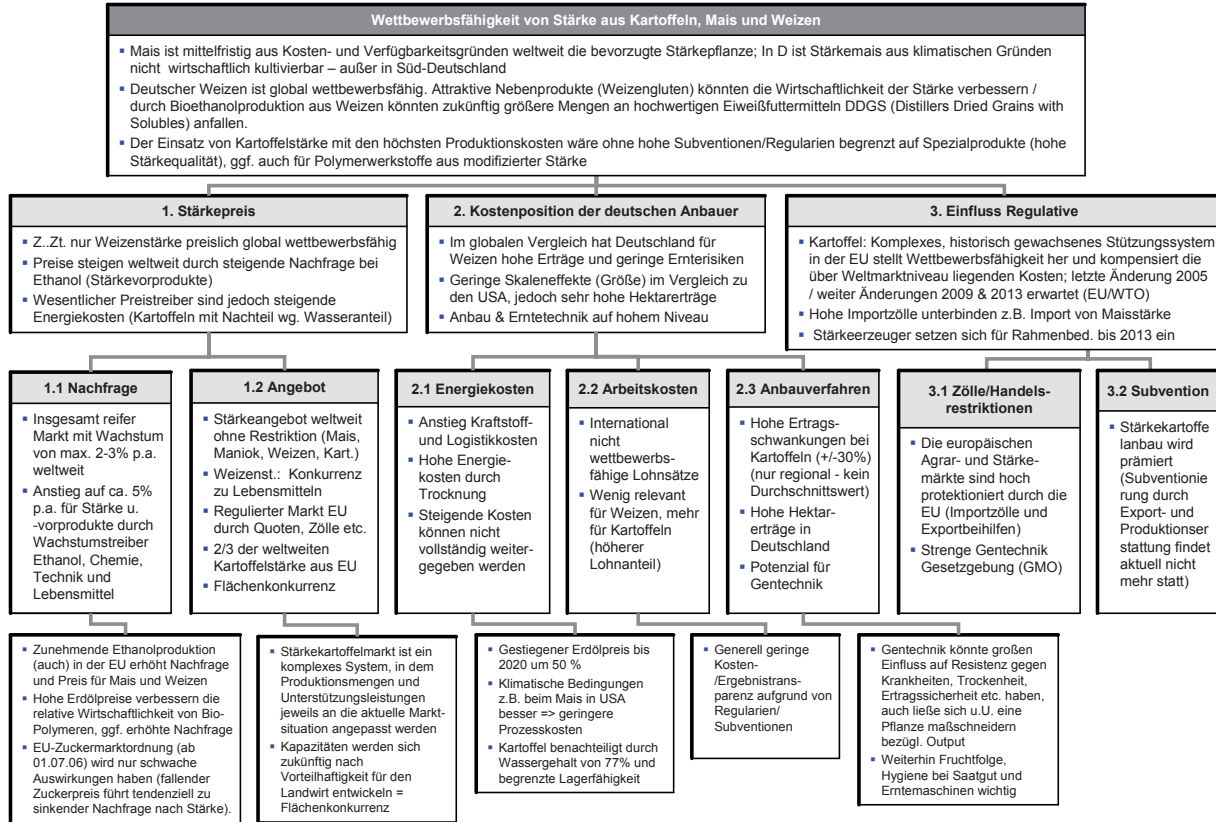 Wettbewerbsfähigkeit von Stärke aus Kartoffeln, Mais und Weizen
▪ Mais ist mittelfristig aus Kosten- und Verfügbarkeitsgründen weltweit die bevorzugte Stärkepflanze; In D ist Stärkemais aus klimatischen Gründen
nicht wirtschaftlich kultivierbar – außer in Süd-Deutschland
▪ Deutscher Weizen ist global wettbewerbsfähig. Attraktive Nebenprodukte (Weizengluten) könnten die Wirtschaftlichkeit der Stärke verbessern /
durch Bioethanolproduktion aus Weizen könnten zukünftig größere Mengen an hochwertigen Eiweißfuttermitteln DDGS (Distillers Dried Grains with
Solubles) anfallen.
▪ Der Einsatz von Kartoffelstärke mit den höchsten Produktionskosten wäre ohne hohe Subventionen/Regularien begrenzt auf Spezialprodukte (hohe
Stärkequalität), ggf. auch für Polymerwerkstoffe aus modifizierter Stärke
1. Stärkepreis
▪ Z..Zt. nur Weizenstärke preislich global wettbewerbsfähig
▪ Preise steigen weltweit durch steigende Nachfrage bei
Ethanol (Stärkevorprodukte)
▪ Wesentlicher Preistreiber sind jedoch steigende
Energiekosten (Kartoffeln mit Nachteil wg. Wasseranteil)
2. Kostenposition der deutschen Anbauer
▪ Im globalen Vergleich hat Deutschland für
Weizen hohe Erträge und geringe Ernterisiken
▪ Geringe Skaleneffekte (Größe) im Vergleich zu
den USA, jedoch sehr hohe Hektarerträge
▪ Anbau & Erntetechnik auf hohem Niveau
3. Einfluss Regulative
▪ Kartoffel: Komplexes, historisch gewachsenes Stützungssystem
in der EU stellt Wettbewerbsfähigkeit her und kompensiert die
über Weltmarktniveau liegenden Kosten; letzte Änderung 2005
/ weiter Änderungen 2009 & 2013 erwartet (EU/WTO)
▪ Hohe Importzölle unterbinden z.B. Import von Maisstärke
▪ Stärkeerzeuger setzen sich für Rahmenbed. bis 2013 ein
1.1 Nachfrage
▪ Insgesamt reifer
Markt mit Wachstum
von max. 2-3% p.a.
weltweit
▪ Anstieg auf ca. 5%
p.a. für Stärke u.
-vorprodukte durch
Wachstumstreiber
Ethanol, Chemie,
Technik und
Lebensmittel
1.2 Angebot
▪ Stärkeangebot weltweit
ohne Restriktion (Mais,
Maniok, Weizen, Kart.)
▪ Weizenst.: Konkurrenz
zu Lebensmitteln
▪ Regulierter Markt EU
durch Quoten, Zölle etc.
▪ 2/3 der weltweiten
Kartoffelstärke aus EU
▪ Flächenkonkurrenz
2.1 Energiekosten
▪ Anstieg Kraftstoff-
und Logistikkosten
▪ Hohe Energie-
kosten durch
Trocknung
▪ Steigende Kosten
können nicht
vollständig weiter-
gegeben werden
2.2 Arbeitskosten
▪ International
nicht
wettbewerbs-
fähige Lohnsätze
▪ Wenig relevant
für Weizen, mehr
für Kartoffeln
(höherer
Lohnanteil)
2.3 Anbauverfahren
▪ Hohe Ertrags-
schwankungen bei
Kartoffeln (+/-30%)
(nur regional - kein
Durchschnittswert)
▪ Hohe Hektar-
erträge in
Deutschland
▪ Potenzial für
Gentechnik
3.1 Zölle/Handels-
restriktionen
▪ Die europäischen
Agrar- und Stärke-
märkte sind hoch
protektioniert durch die
EU (Importzölle und
Exportbeihilfen)
▪ Strenge Gentechnik
Gesetzgebung (GMO)
3.2 Subvention
▪ Stärkekartoffe
lanbau wird
prämiert
(Subventionie
rung durch
Export- und
Produktionser
stattung findet
aktuell nicht
mehr statt)
▪ Zunehmende Ethanolproduktion
(auch) in der EU erhöht Nachfrage
und Preis für Mais und Weizen
▪ Hohe Erdölpreise verbessern die
relative Wirtschaftlichkeit von Bio-
Polymeren, ggf. erhöhte Nachfrage
▪ EU-Zuckermarktordnung (ab
01.07.06) wird nur schwache
Auswirkungen haben (fallender
Zuckerpreis führt tendenziell zu
sinkender Nachfrage nach Stärke).
▪ Stärkekartoffelmarkt ist ein
komplexes System, in dem
Produktionsmengen und
Unterstützungsleistungen
jeweils an die aktuelle Markt-
situation angepasst werden
▪ Kapazitäten werden sich
zukünftig nach
Vorteilhaftigkeit für den
Landwirt entwickeln =
Flächenkonkurrenz
▪ Gestiegener Erdölpreis bis
2020 um 50 %
▪ Klimatische Bedingungen
z.B. beim Mais in USA
besser => geringere
Prozesskosten
▪ Kartoffel benachteiligt durch
Wassergehalt von 77% und
begrenzte Lagerfähigkeit
▪ Generell geringe
Kosten-
/Ergebnistrans-
parenz aufgrund von
Regularien/
Subventionen
▪ Gentechnik könnte großen
Einfluss auf Resistenz gegen
Krankheiten, Trockenheit,
Ertragssicherheit etc. haben,
auch ließe sich u.U. eine
Pflanze maßschneidern
bezügl. Output
▪ Weiterhin Fruchtfolge,
Hygiene bei Saatgut und
Erntemaschinen wichtig